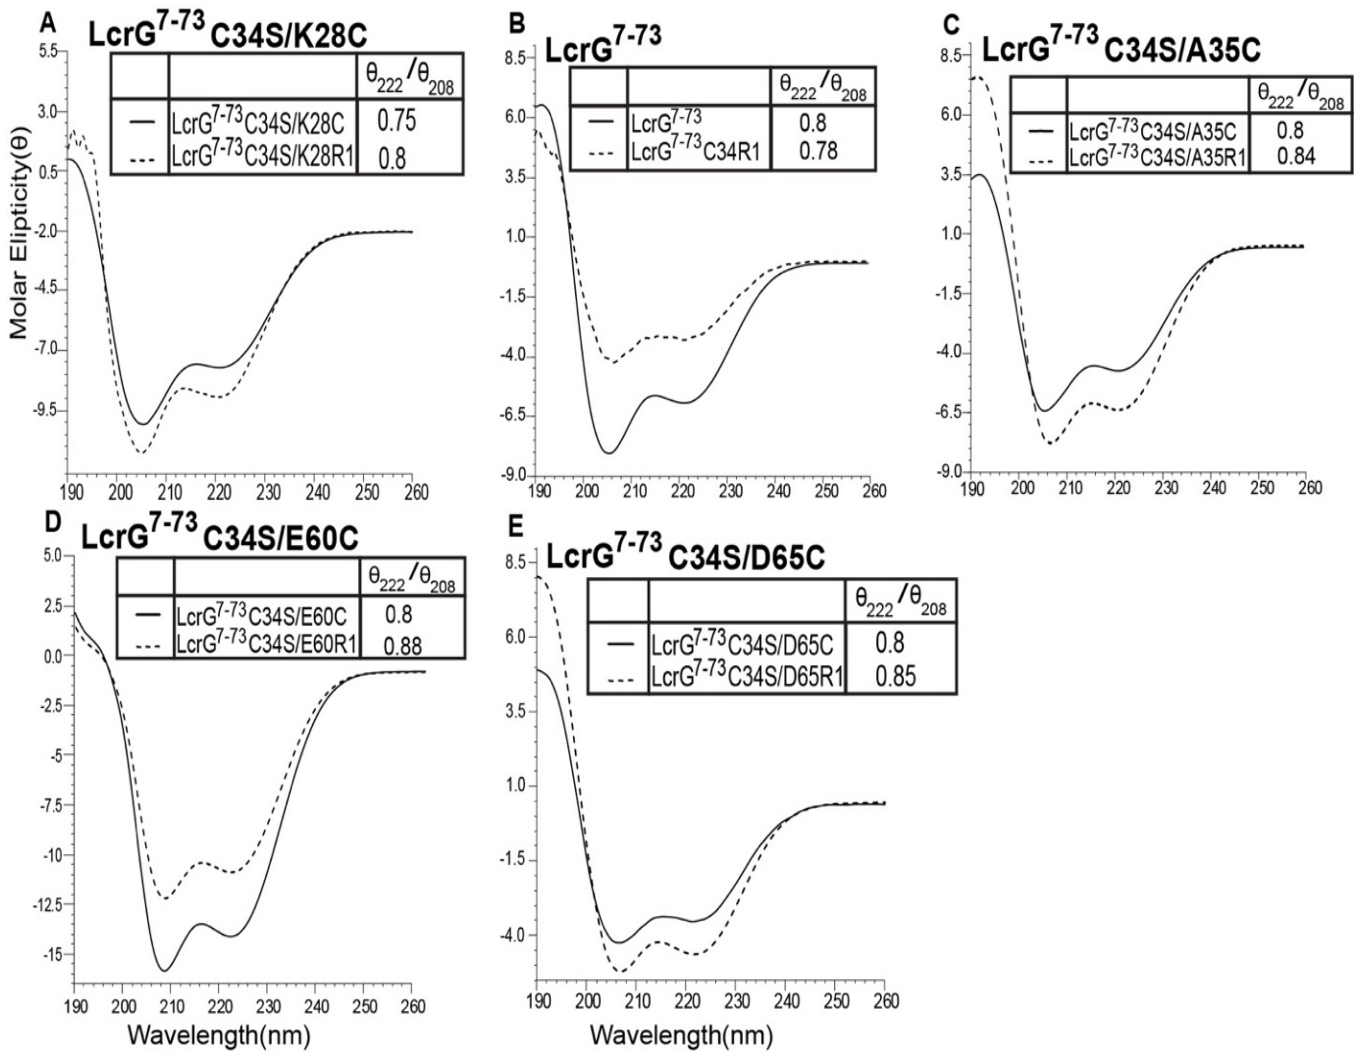 A
LcrG7-73 C34S/K28C
θ222/θ208
LcrG7-73C34S/K28C 0.75
LcrG7-73C34S/K28R1 0.8
5.5
3.0
0.5
-2.0
-4.5
-7.0
-9.5
Molar Elipticity(θ)
190 200 210 220 230 240 250 260
B
LcrG7-73
θ222/θ208
LcrG7-73 0.8
LcrG7-73C34R1 0.78
8.5
6.0
3.5
1.0
-1.5
-4.0
-6.5
-9.0
190 200 210 220 230 240 250 260
C
LcrG7-73 C34S/A35C
θ222/θ208
LcrG7-73C34S/A35C 0.8
LcrG7-73C34S/A35R1 0.84
8.5
6.0
3.5
1.0
-1.5
-4.0
-6.5
-9.0
190 200 210 220 230 240 250 260
D
LcrG7-73 C34S/E60C
θ222/θ208
LcrG7-73C34S/E60C 0.8
LcrG7-73C34S/E60R1 0.88
5.0
2.5
0.0
-2.5
-5
-7.5
-10
-12.5
-15
190 200 210 220 230 240 250 260
Wavelength(nm)
E
LcrG7-73 C34S/D65C
θ222/θ208
LcrG7-73C34S/D65C 0.8
LcrG7-73C34S/D65R1 0.85
8.5
6.0
3.5
1.0
-1.5
-4.0
190 200 210 220 230 240 250 260
Wavelength(nm)